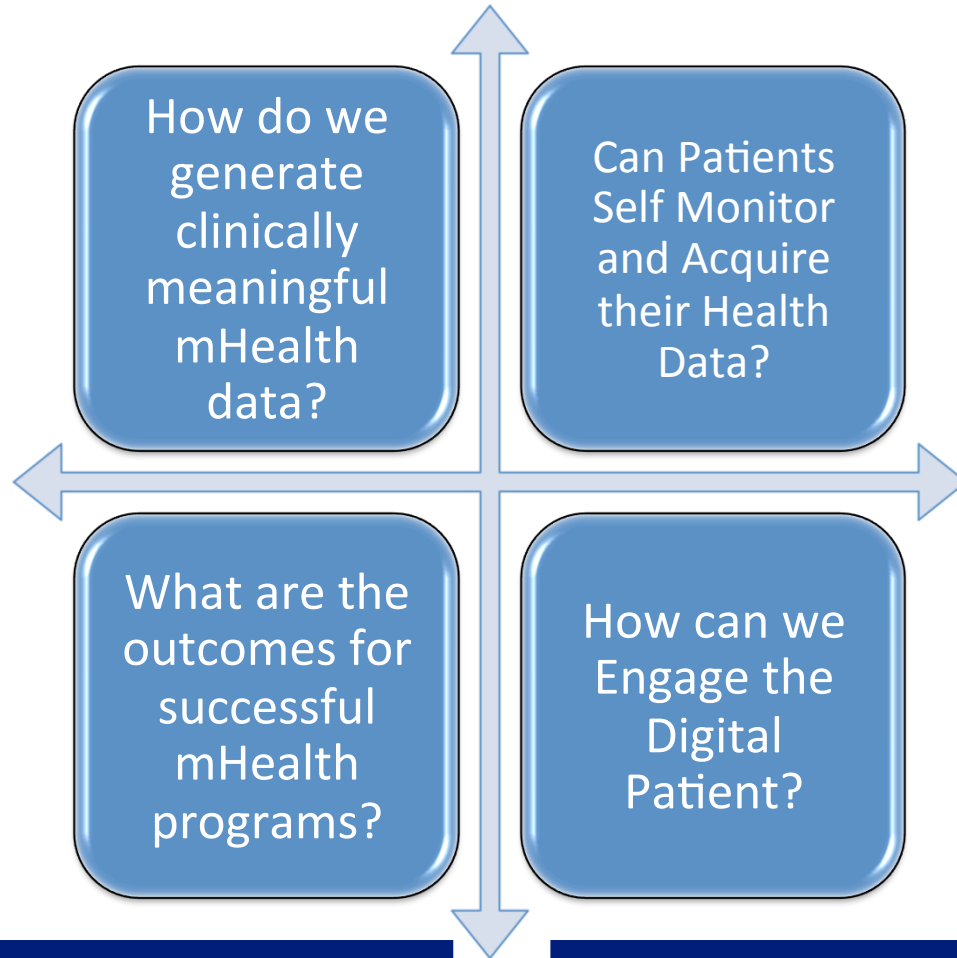 How do we
generate
clinically
meaningful
mHealth
data?
Can Patients
Self Monitor
and Acquire
their Health
Data?
What are the
outcomes for
successful
mHealth
programs?
How can we
Engage the
Digital
Patient?